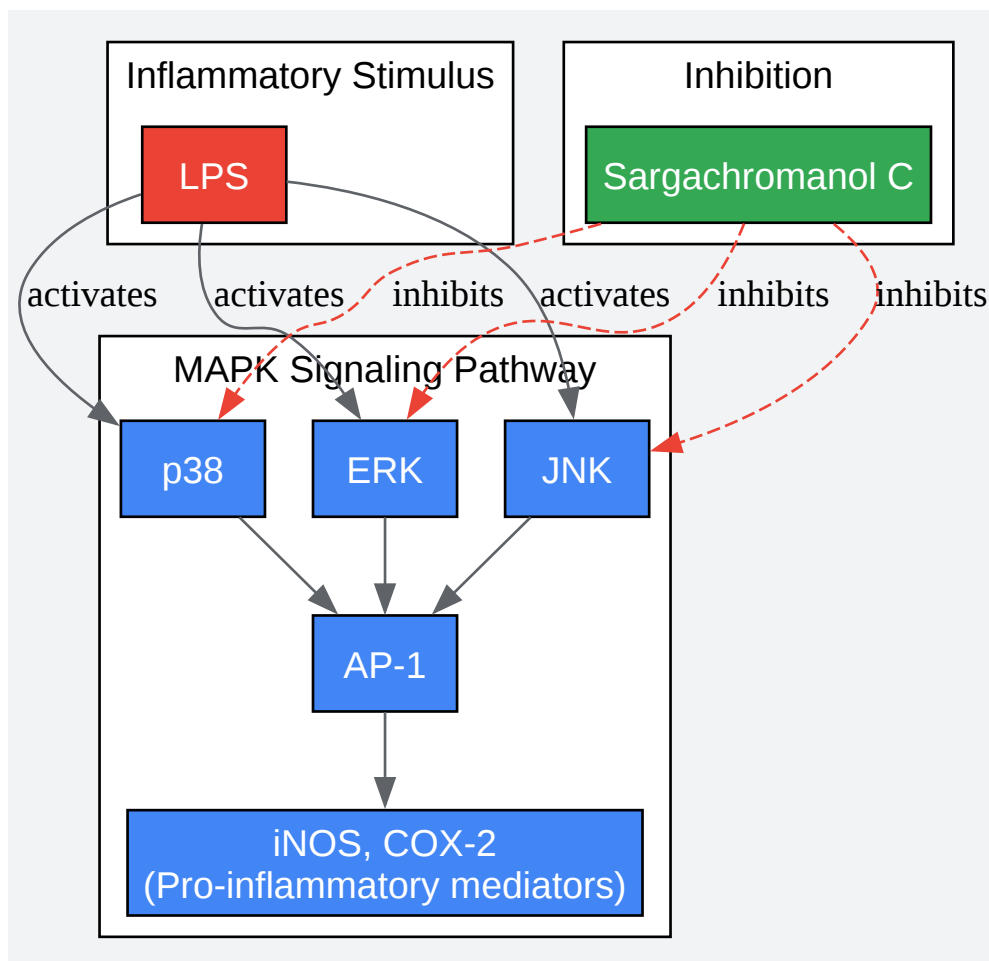 Inflammatory Stimulus
Inhibition
LPS
Sargachromanol C
activates
activates
inhibits
activates
inhibits
inhibits
MAPK Signaling Pathway
p38
ERK
JNK
AP-1
iNOS, COX-2
(Pro-inflammatory mediators)